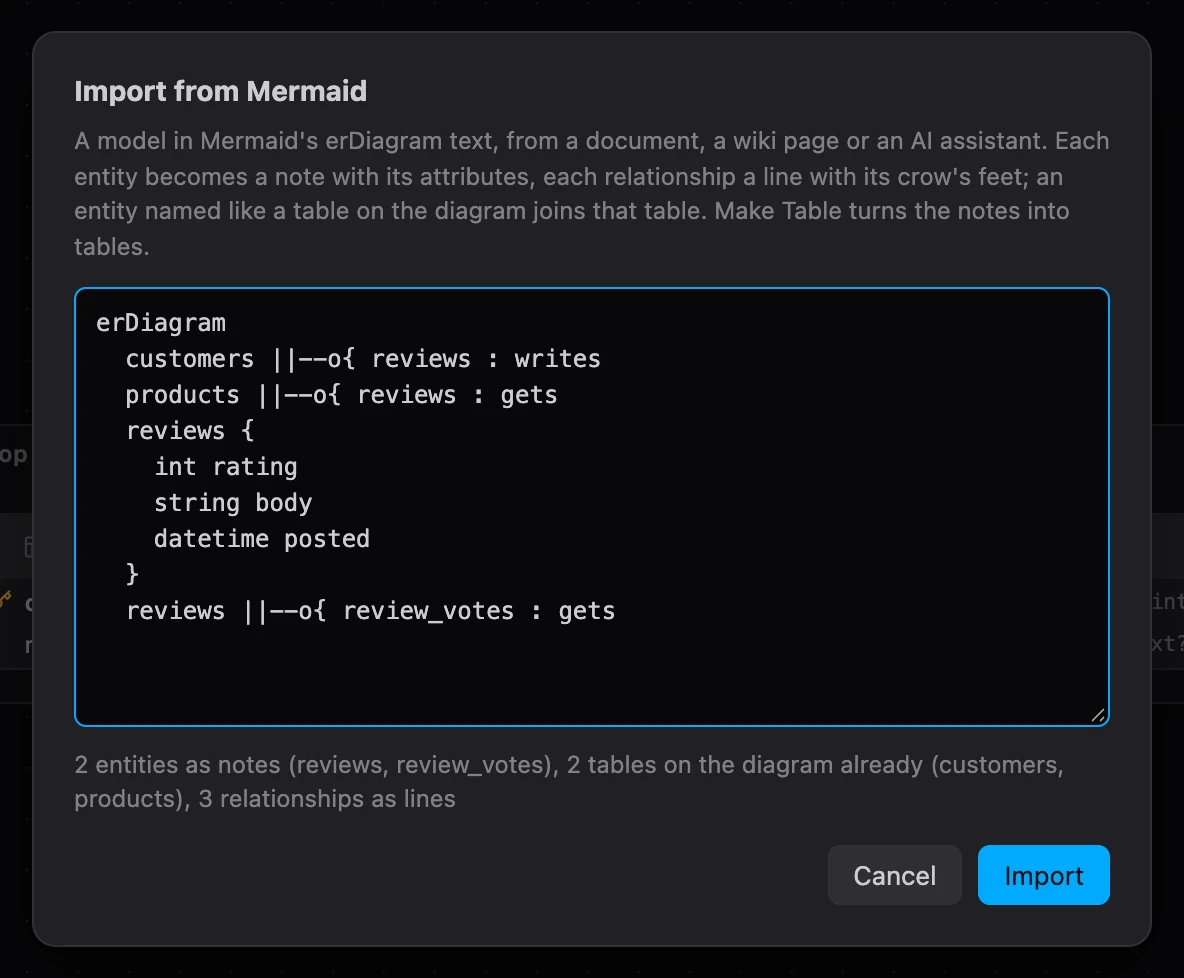 Import from Mermaid
A model in Mermaid's erDiagram text, from a document, a wiki page or an AI assistant. Each
entity becomes a note with its attributes, each relationship a line with its crow's feet; an
entity named like a table on the diagram joins that table. Make Table turns the notes into
tables.
erDiagram
  customers ||--o{ reviews : writes
  products ||--o{ reviews : gets
  reviews {
    int rating
    string body
    datetime posted
  }
  reviews ||--o{ review_votes : gets
2 entities as notes (reviews, review_votes), 2 tables on the diagram already (customers,
products), 3 relationships as lines
Cancel Import